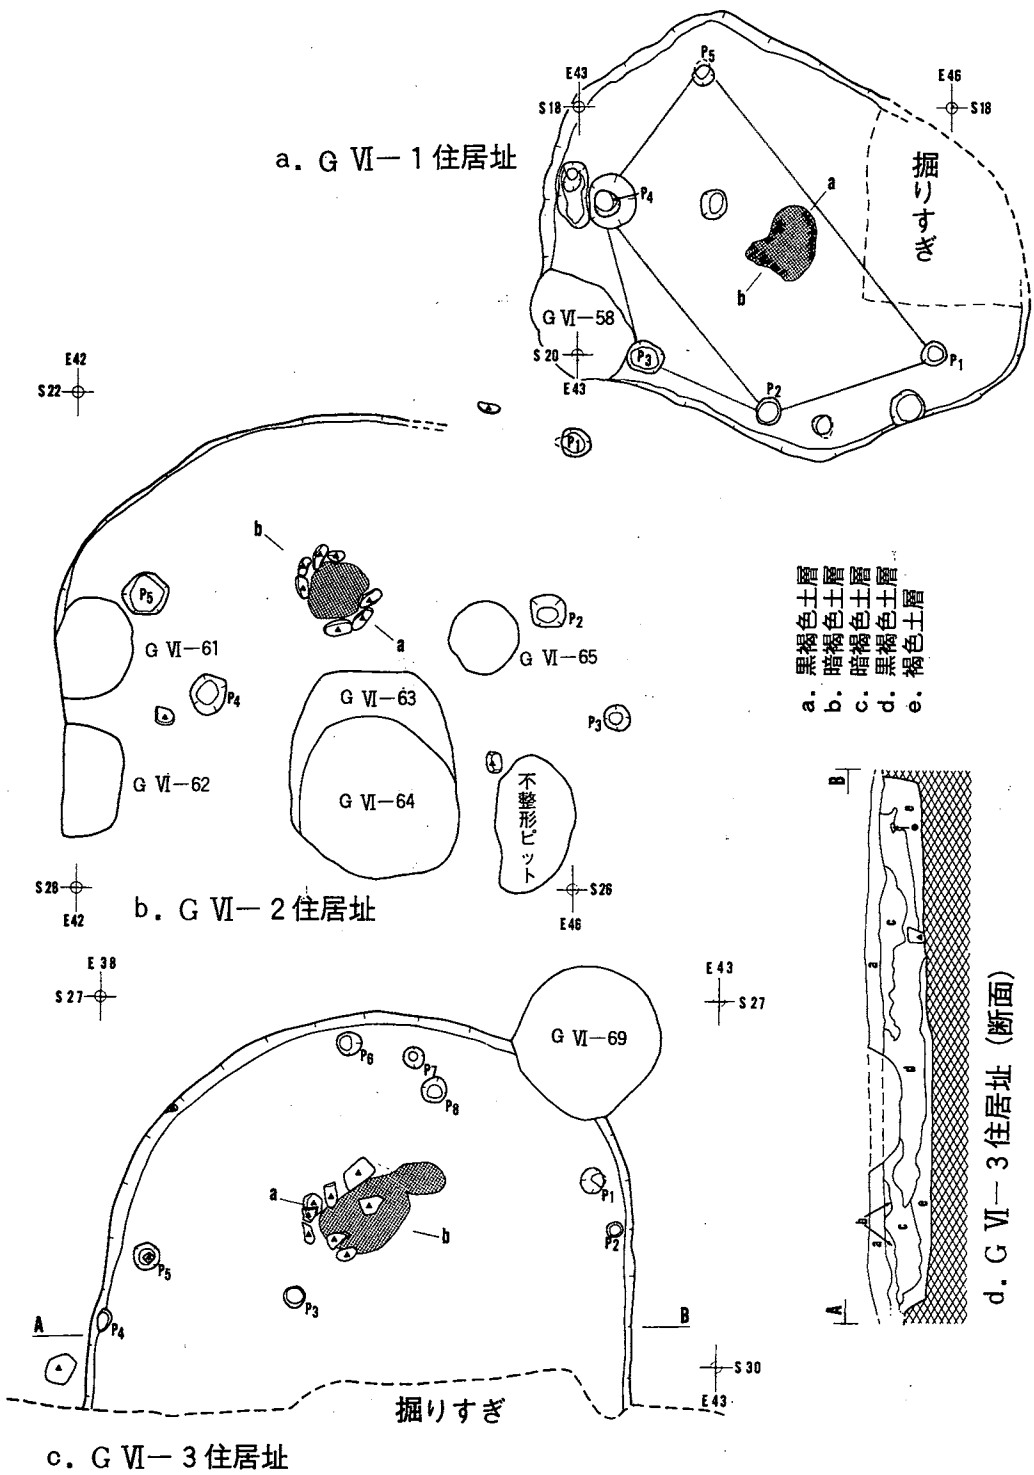 a. G Ⅵ－1住居址
E43
S18
E46
S18
P5
P4
a
b
掘りすぎ
G Ⅵ－58
S20
E43
P3
P2
P1
E42
S22
P1
b
a
P5
G Ⅵ－61
P4
G Ⅵ－62
G Ⅵ－63
G Ⅵ－64
G Ⅵ－65
P2
P3
不整形ピット
E42
S26
E46
b. G Ⅵ－2住居址
a. 黒褐色土層
b. 暗褐色土層
c. 暗褐色土層
d. 黒褐色土層
e. 褐色土層
E38
S27
E43
S27
G Ⅵ－69
P6
P7
P8
a
b
P1
P2
P5
P3
P4
A
B
S30
E43
掘りすぎ
c. G Ⅵ－3住居址
B
A
e
c
a
d
e
b
a
c
d. G Ⅵ－3住居址 (断面)